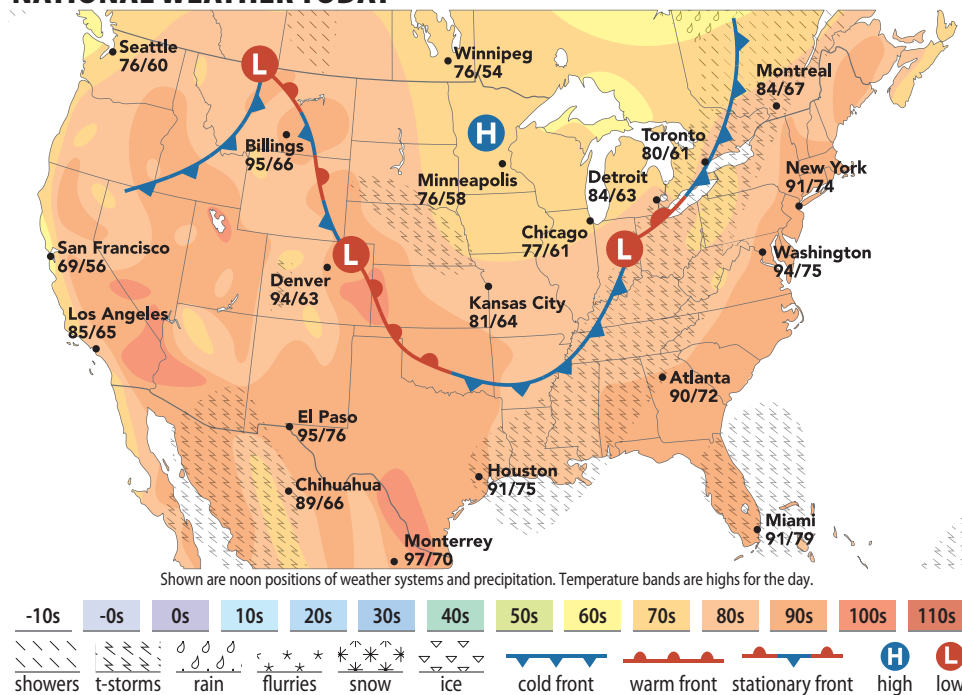 NATIONAL WEATHER TODAY
Seattle
76/60
L
Winnipeg
76/54
Montreal
84/67
Billings
95/66
H
Minneapolis
76/58
Toronto
80/61
Detroit
84/63
New York
91/74
Chicago
77/61
L
San Francisco
69/56
Denver
94/63
L
Washington
94/75
Kansas City
81/64
Los Angeles
85/65
Atlanta
90/72
El Paso
95/76
Houston
91/75
Chihuahua
89/66
Miami
91/79
Monterrey
97/70
Shown are noon positions of weather systems and precipitation. Temperature bands are highs for the day.
-10s -0s 0s 10s 20s 30s 40s 50s 60s 70s 80s 90s 100s 110s
H L
showers t-storms rain flurries snow ice cold front warm front stationary front high low